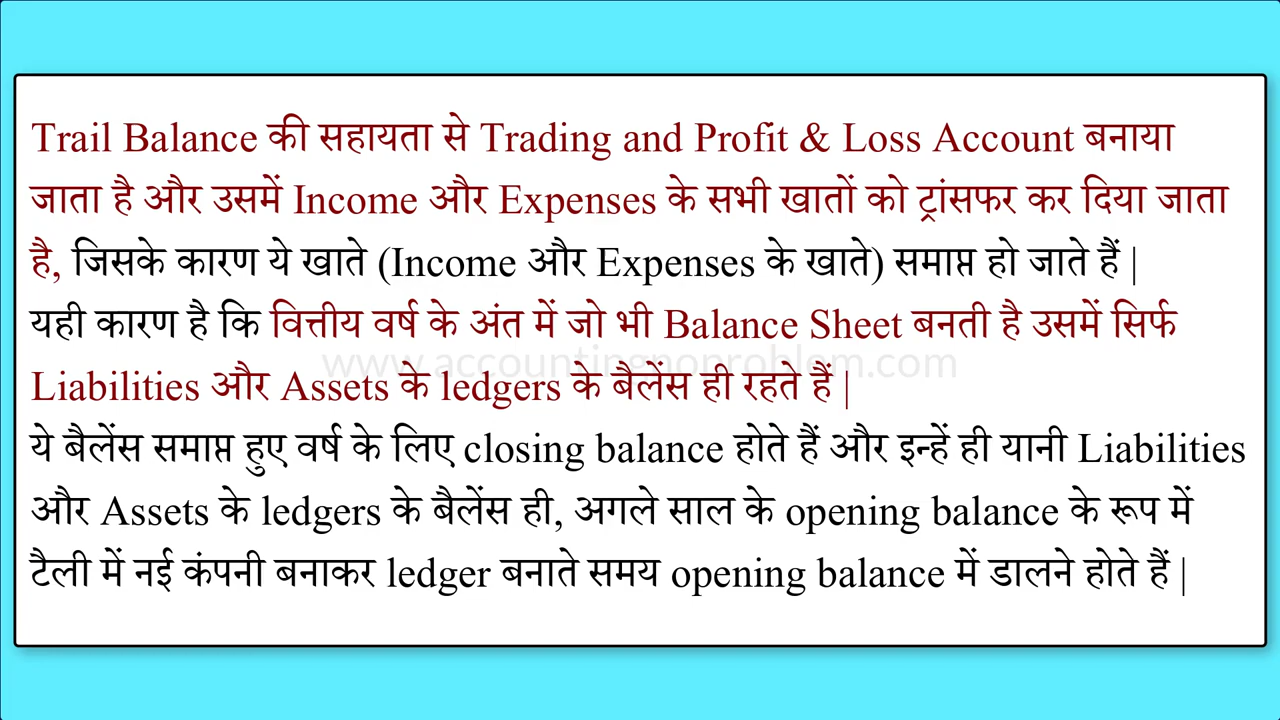 Trail Balance की सहायता से Trading and Profit & Loss Account बनाया
जाता है और उसमें Income और Expenses के सभी खातों को ट्रांसफर कर दिया जाता
है, जिसके कारण ये खाते (Income और Expenses के खाते) समाप्त हो जाते हैं |
यही कारण है कि वित्तीय वर्ष के अंत में जो भी Balance Sheet बनती है उसमें सिर्फ
www.accountingnoproblem.com
Liabilities और Assets के ledgers के बैलेंस ही रहते हैं |
ये बैलेंस समाप्त हुए वर्ष के लिए closing balance होते हैं और इन्हें ही यानी Liabilities
और Assets के ledgers के बैलेंस ही, अगले साल के opening balance के रूप में
टैली में नई कंपनी बनाकर ledger बनाते समय opening balance में डालने होते हैं |